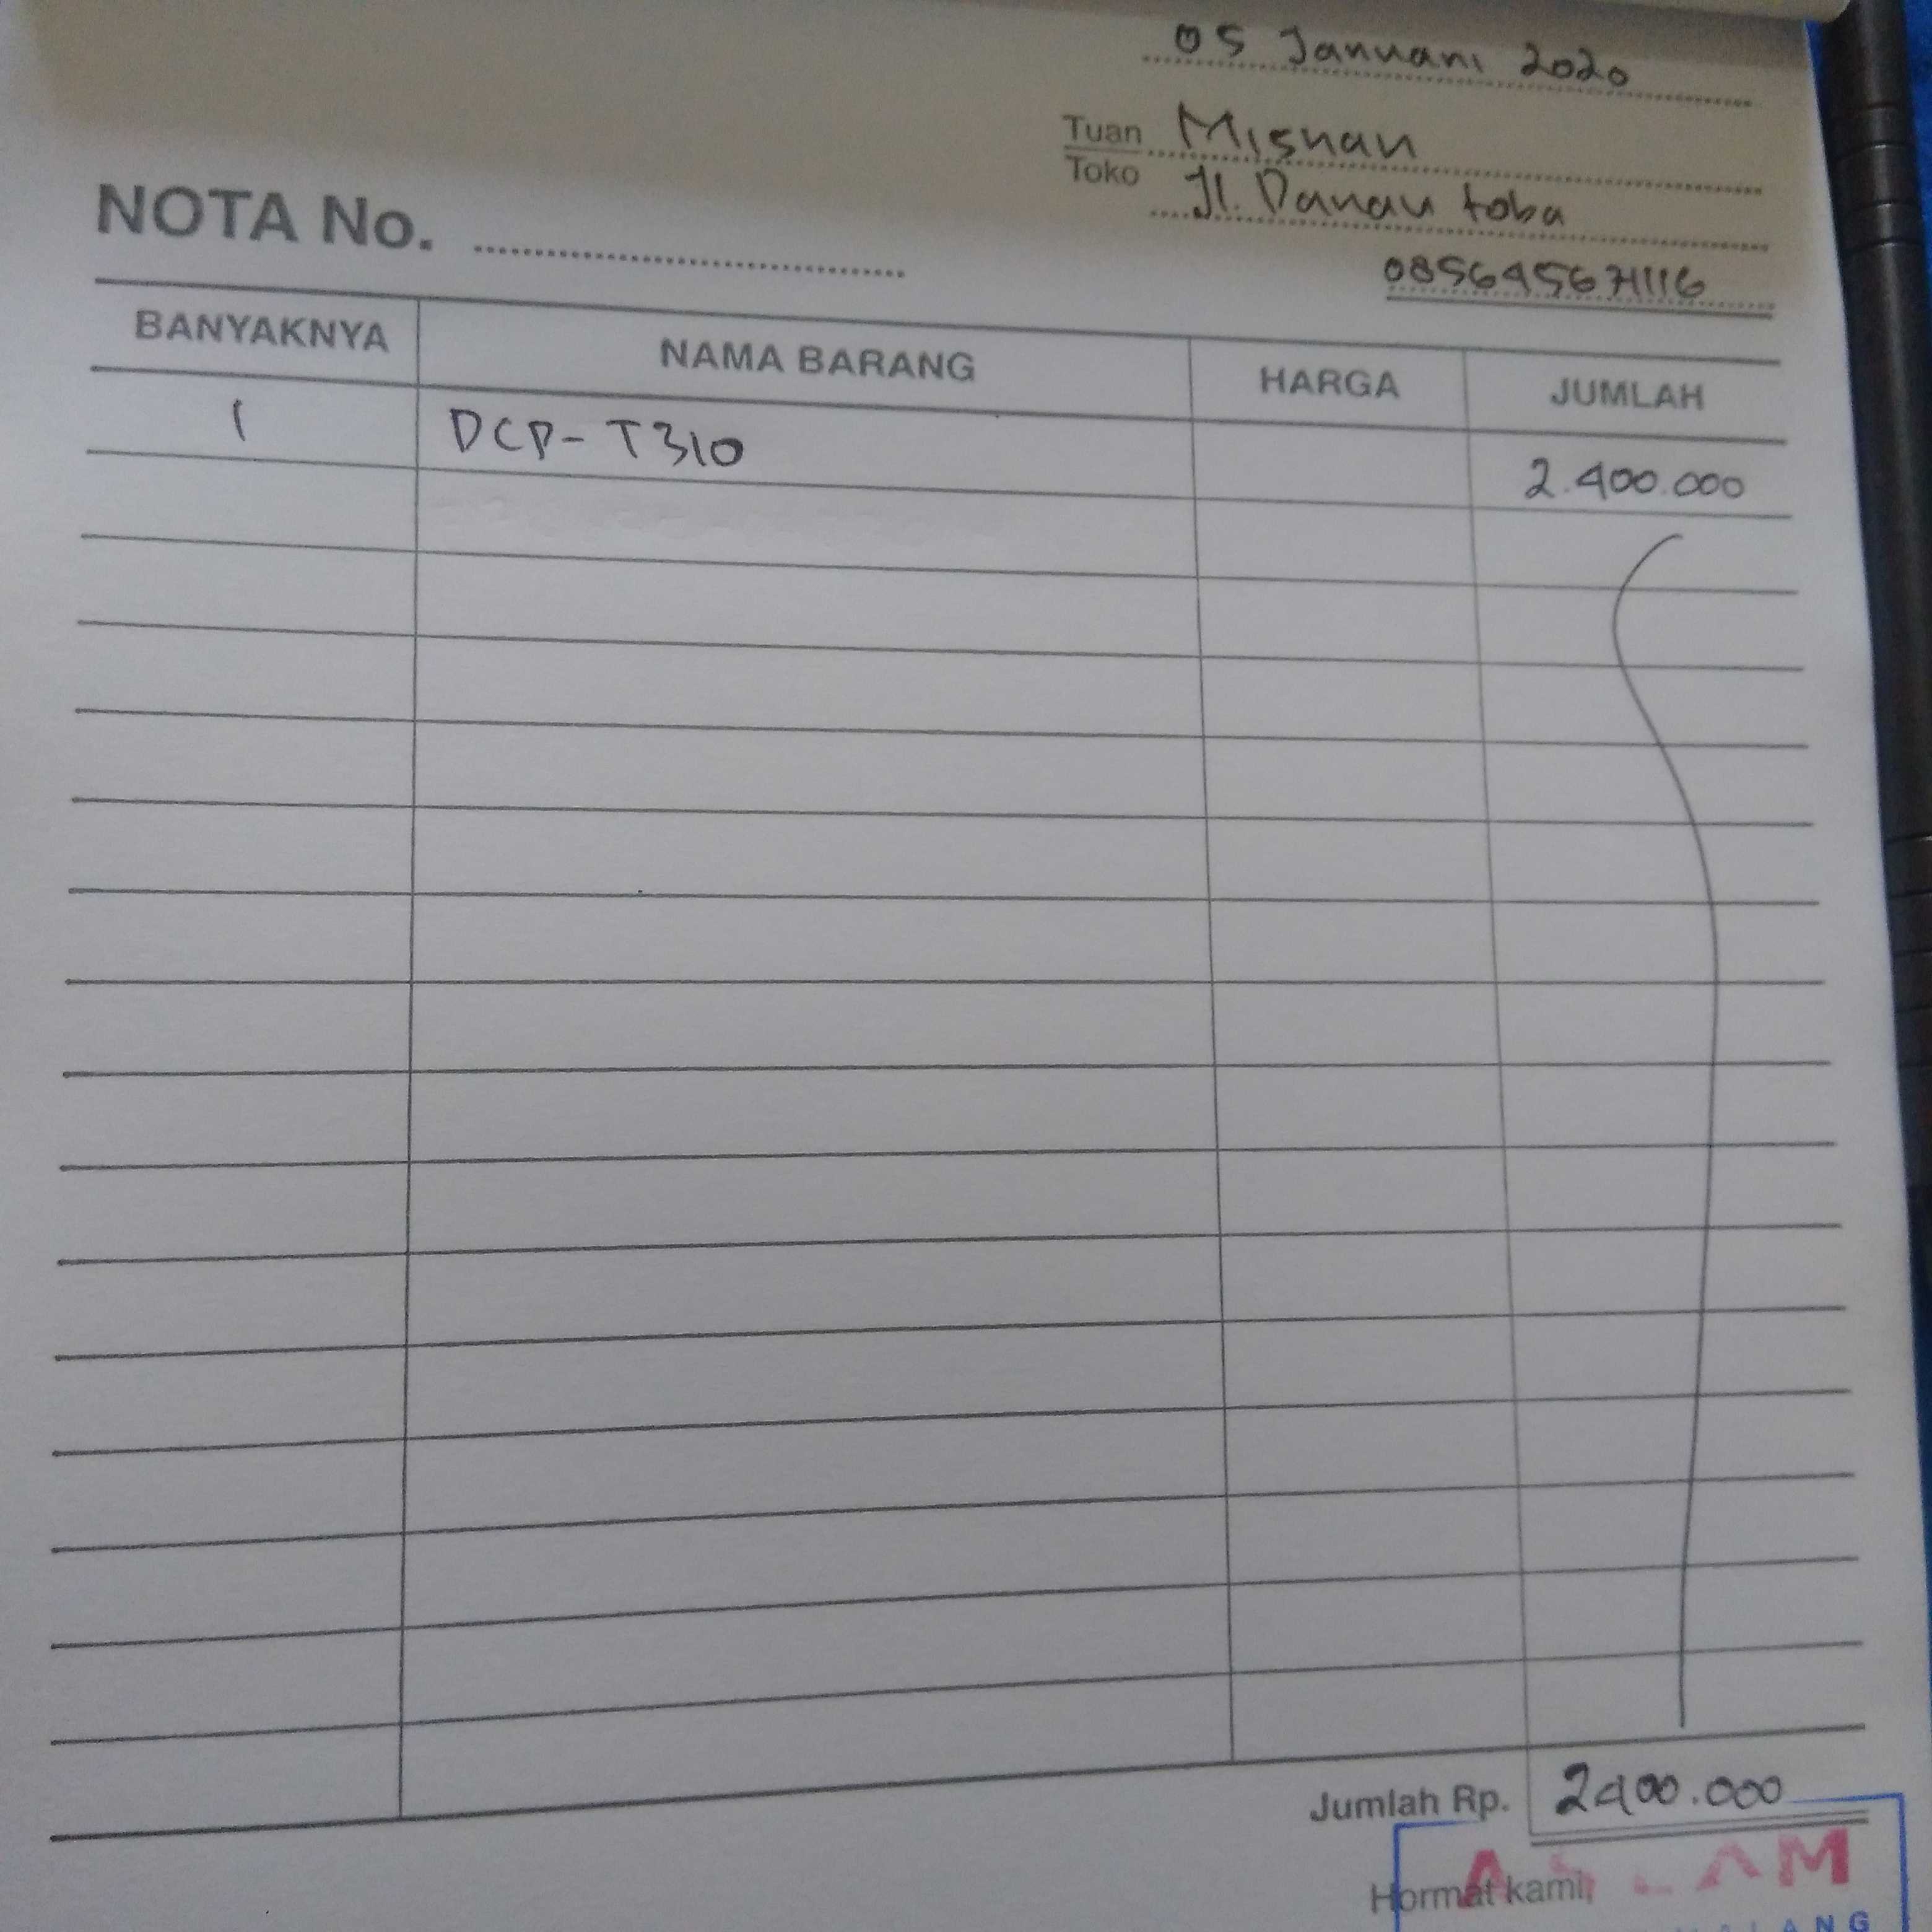 05 Januari 2020
Tuan Misnan
Toko Jl. Danau toba
085645671116
NOTA No.
BANYAKNYA NAMA BARANG HARGA JUMLAH
1 DCP-T310 2.400.000
Jumlah Rp. 2400.000
Hormat kami,